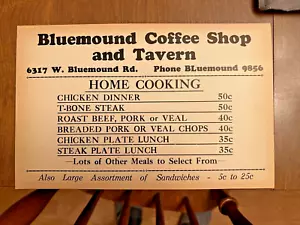 Bluemound Coffee Shop
and Tavern
6317 W. Bluemound Rd. Phone BLuemound 9856
HOME COOKING
CHICKEN DINNER 50c
T-BONE STEAK 50c
ROAST BEEF, PORK or VEAL 40c
BREADED PORK OR VEAL CHOPS 40c
CHICKEN PLATE LUNCH 35c
STEAK PLATE LUNCH 35c
—Lots of Other Meals to Select From—
Also Large Assortment of Sandwiches - 5c to 25c